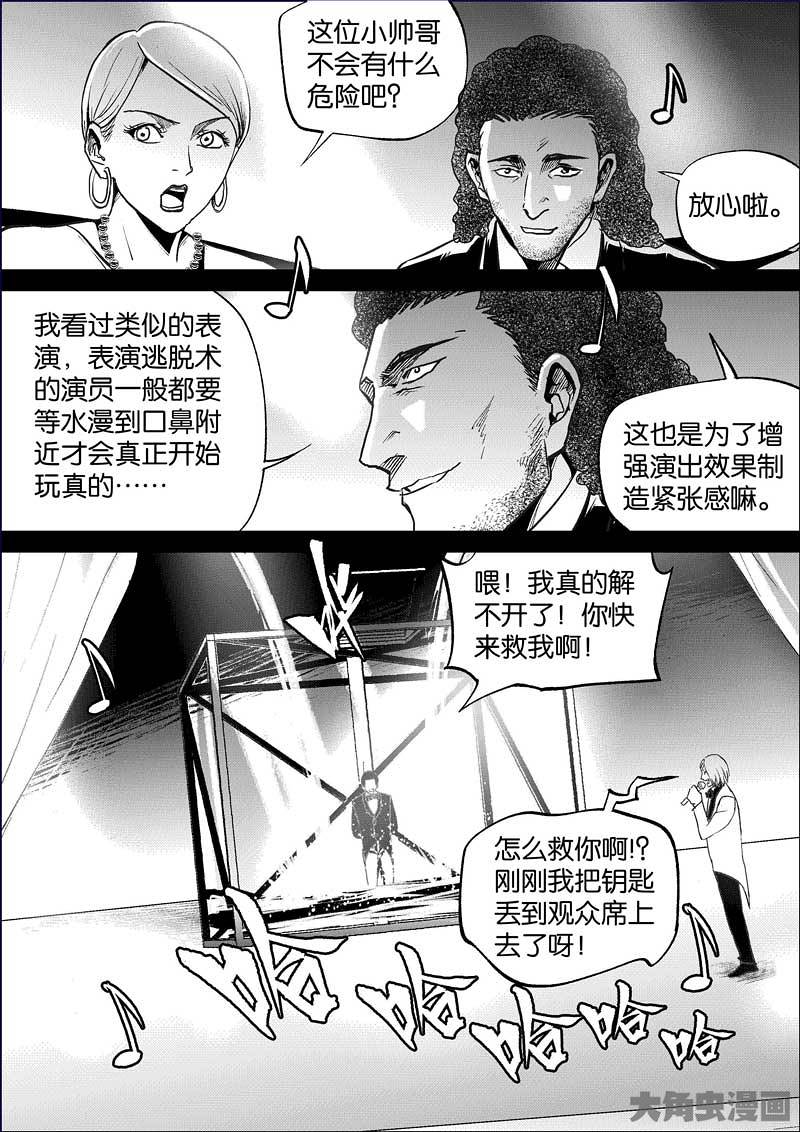 这位小帅哥
不会有什么
危险吧？
放心啦。
我看过类似的表
演，表演逃脱术
的演员一般都要
等水漫到口鼻附
近才会真正开始
玩真的……
这也是为了增
强演出效果制
造紧张感嘛。
喂！我真的解
不开了！你快
来救我啊！
怎么救你啊！？
刚刚我把钥匙
丢到观众席上
去了呀！
哈哈哈哈哈哈
大角虫漫画